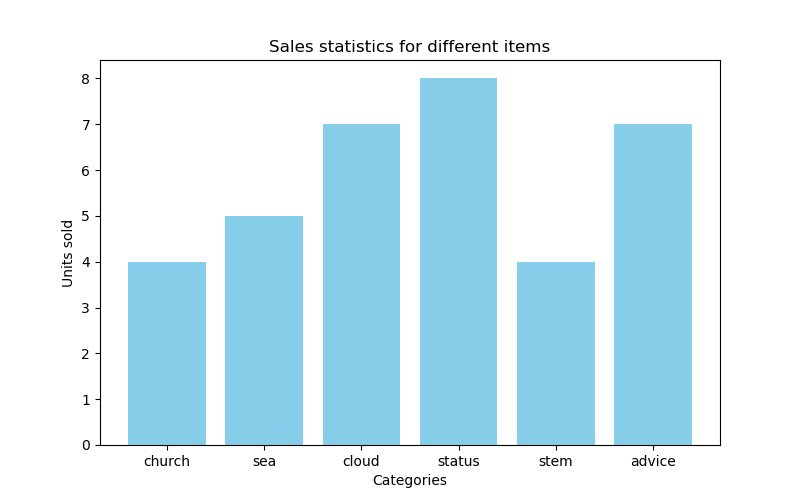 Sales statistics for different items
8
7
6
5
4
3
2
1
0
Units sold
church sea cloud status stem advice
Categories